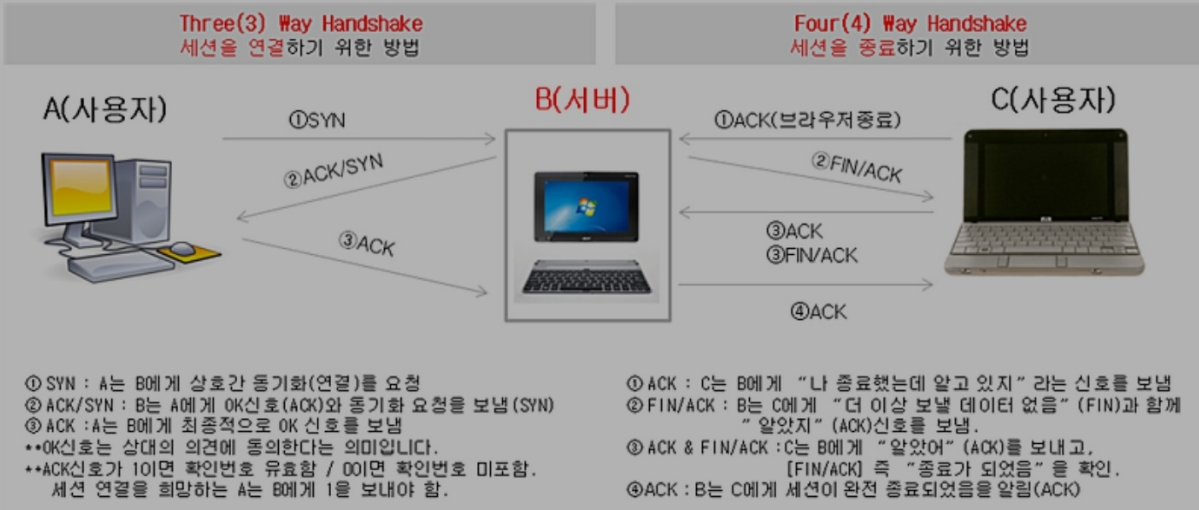 Three(3) Way Handshake
세션을 연결하기 위한 방법
Four(4) Way Handshake
세션을 종료하기 위한 방법
A(사용자)
B(서버)
C(사용자)
①SYN
②ACK/SYN
③ACK
①ACK(브라우저종료)
②FIN/ACK
③ACK
③FIN/ACK
④ACK
① SYN : A는 B에게 상호간 동기화(연결)를 요청
② ACK/SYN : B는 A에게 OK신호(ACK)와 동기화 요청을 보냄(SYN)
③ ACK :A는 B에게 최종적으로 OK 신호를 보냄
**OK신호는 상대의 의견에 동의한다는 의미입니다.
**ACK신호가 1이면 확인번호 유효함 / 0이면 확인번호 미포함.
세션 연결을 희망하는 A는 B에게 1을 보내야 함.
① ACK : C는 B에게 “나 종료했는데 알고 있지” 라는 신호를 보냄
② FIN/ACK : B는 C에게 “더 이상 보낼 데이터 없음” (FIN)과 함께
“알았지” (ACK)신호를 보냄.
③ ACK & FIN/ACK :C는 B에게 “알았어” (ACK)를 보내고,
[FIN/ACK] 즉 “종료가 되었음” 을 확인.
④ACK : B는 C에게 세션이 완전 종료되었음을 알림(ACK)